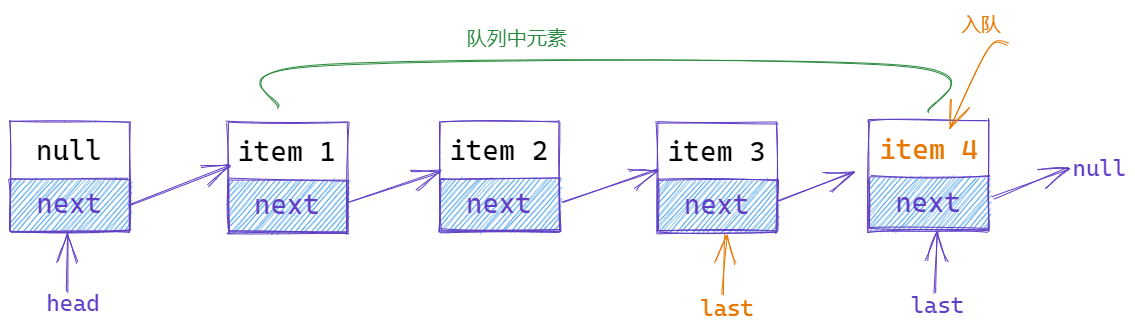 入队
队列中元素
null
item 1
item 2
item 3
item 4
next
next
next
next
next
null
head
last
last